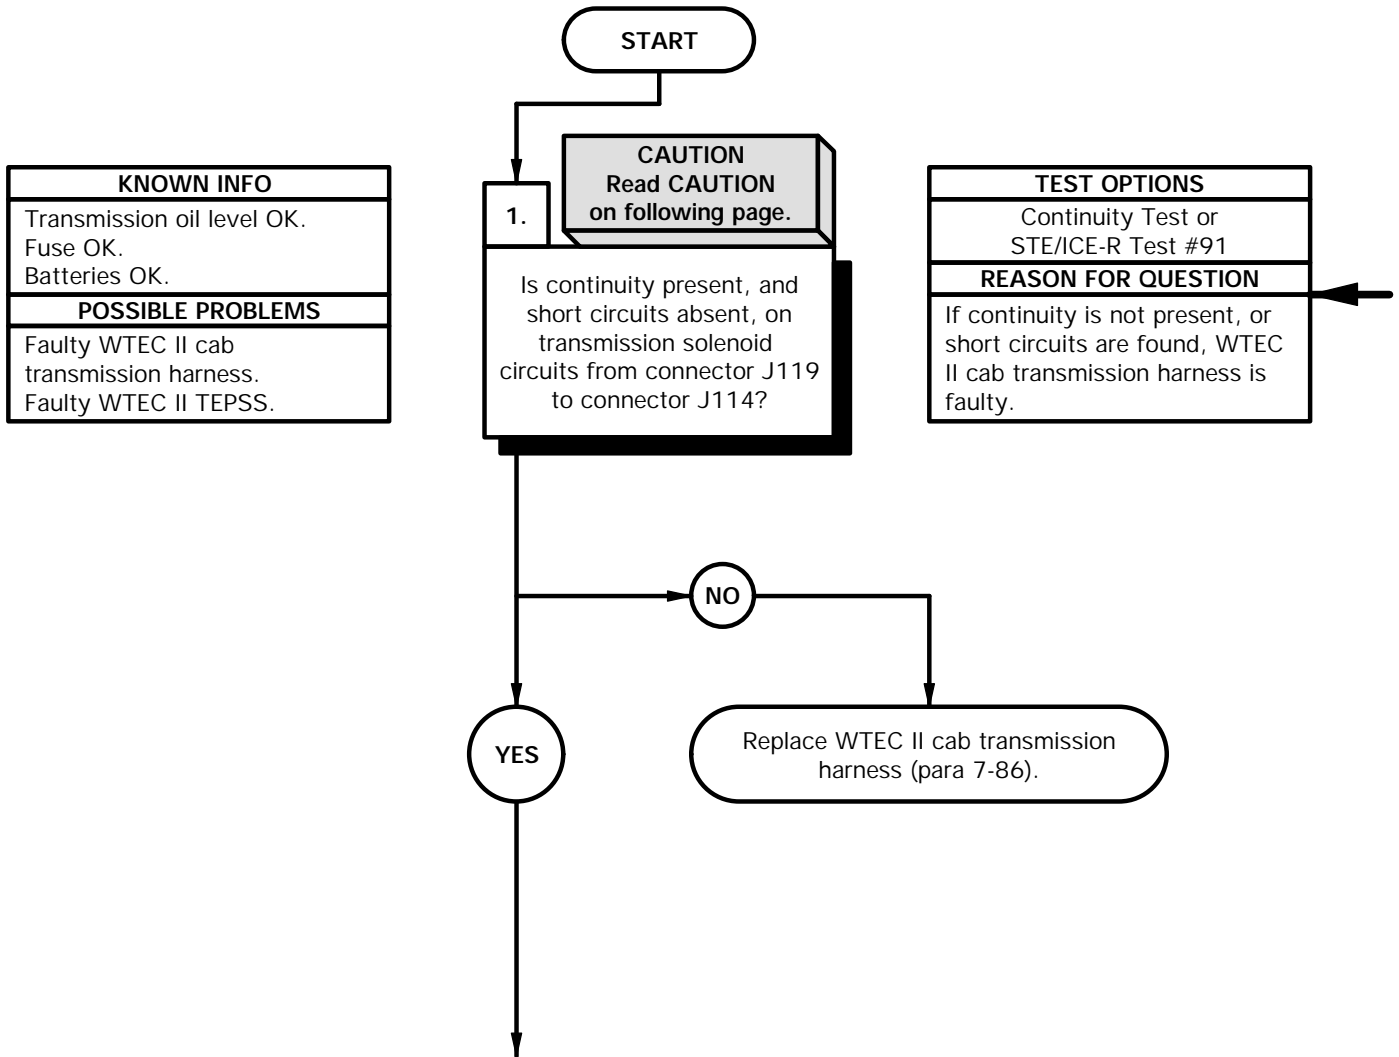 START
KNOWN INFO
Transmission oil level OK.
Fuse OK.
Batteries OK.
POSSIBLE PROBLEMS
Faulty WTEC II cab
transmission harness.
Faulty WTEC II TEPSS.
CAUTION
Read CAUTION
on following page.
1.
Is continuity present, and
short circuits absent, on
transmission solenoid
circuits from connector J119
to connector J114?
TEST OPTIONS
Continuity Test or
STE/ICE-R Test #91
REASON FOR QUESTION
If continuity is not present, or
short circuits are found, WTEC
II cab transmission harness is
faulty.
NO
YES
Replace WTEC II cab transmission
harness (para 7-86).